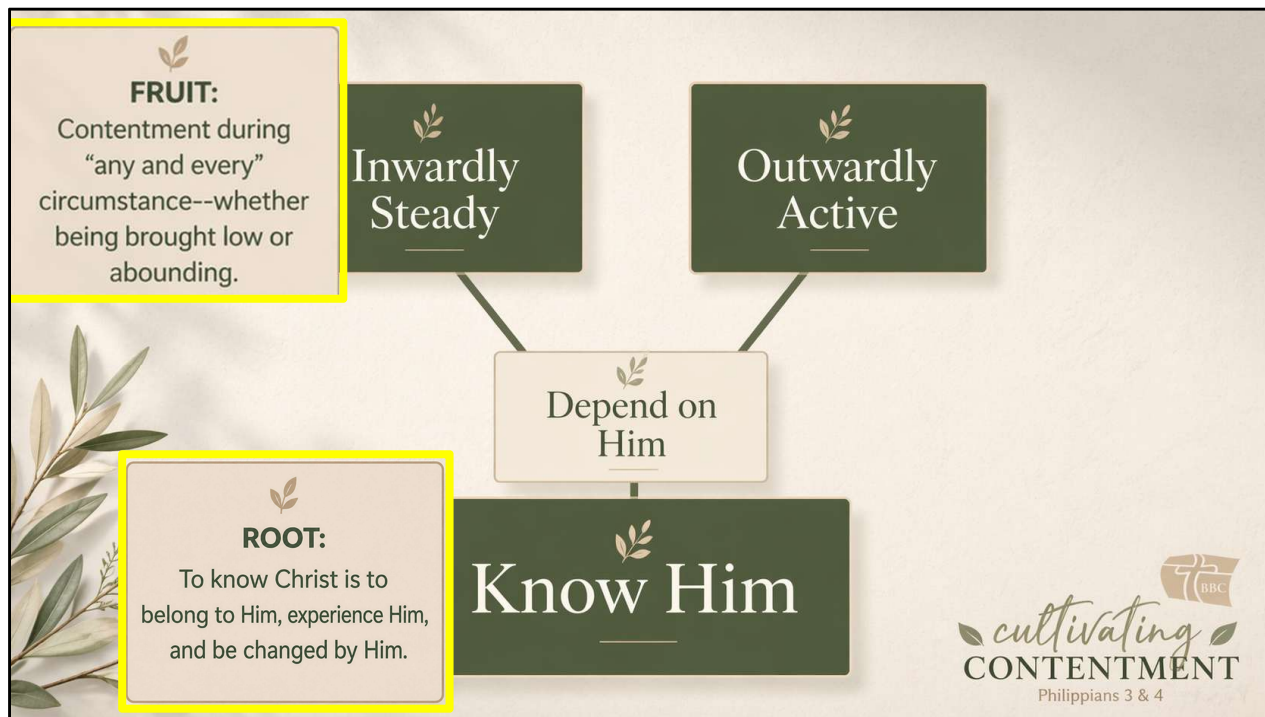 FRUIT:
Contentment during
“any and every”
circumstance--whether
being brought low or
abounding.
Inwardly
Steady
Outwardly
Active
Depend on
Him
ROOT:
To know Christ is to
belong to Him, experience Him,
and be changed by Him.
Know Him
BBC
cultivating
CONTENTMENT
Philippians 3 & 4